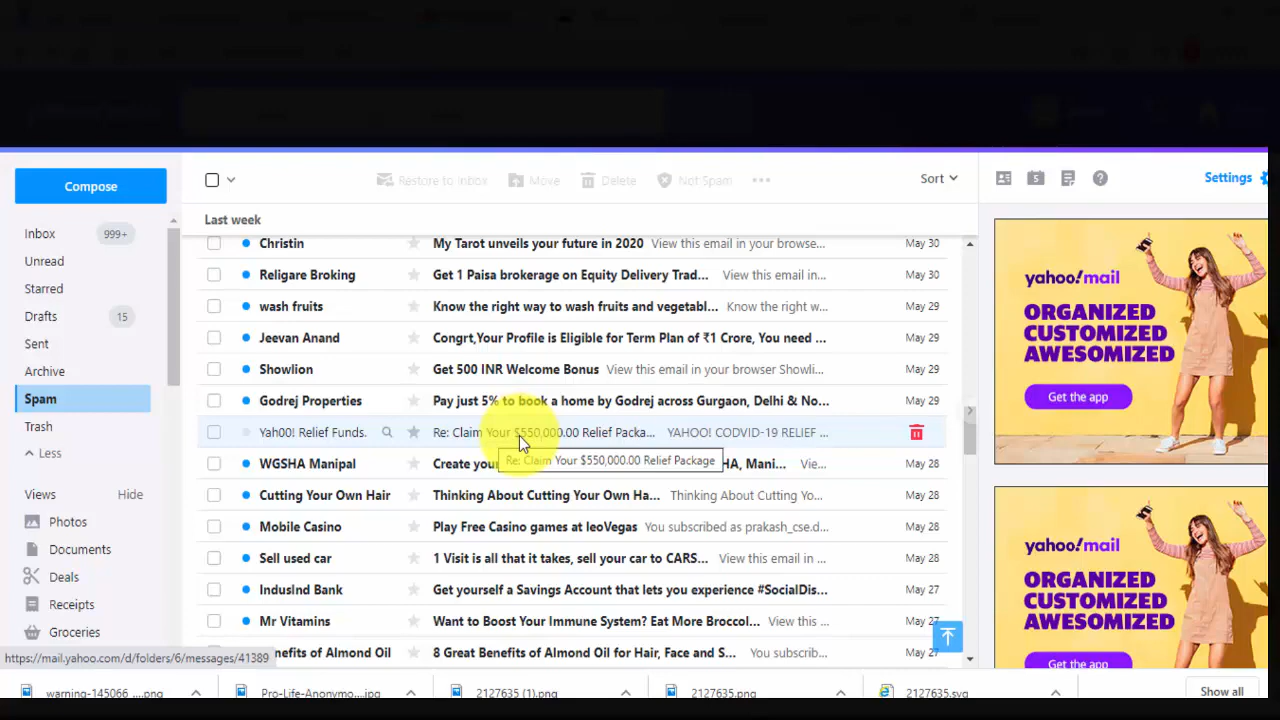 Compose
Restore to Inbox Move Delete Not Spam ••• Sort
5 Settings
Last week
Inbox 999+
Unread
Starred
Drafts 15
Sent
Archive
Spam
Trash
Less
Views Hide
Photos
Documents
Deals
Receipts
Groceries
Christin My Tarot unveils your future in 2020 View this email in your browse... May 30
Religare Broking Get 1 Paisa brokerage on Equity Delivery Trad... View this email in... May 30
wash fruits Know the right way to wash fruits and vegetabl... Know the right w... May 29
Jeevan Anand Congrt,Your Profile is Eligible for Term Plan of ₹1 Crore, You need ... May 29
Showlion Get 500 INR Welcome Bonus View this email in your browser Showli... May 29
Godrej Properties Pay just 5% to book a home by Godrej across Gurgaon, Delhi & No... May 29
Yah00! Relief Funds. Re: Claim Your $550,000.00 Relief Packa... YAHOO! CODVID-19 RELIEF ...
Re: Claim Your $550,000.00 Relief Package
WGSHA Manipal Create you HA, Mani... Vie... May 28
Cutting Your Own Hair Thinking About Cutting Your Own Ha... Thinking About Cutting Yo... May 28
Mobile Casino Play Free Casino games at leoVegas You subscribed as prakash_cse.d... May 28
Sell used car 1 Visit is all that it takes, sell your car to CARS... View this email in ... May 28
IndusInd Bank Get yourself a Savings Account that lets you experience #SocialDis... May 27
Mr Vitamins Want to Boost Your Immune System? Eat More Broccol... View this ... May 27
enefits of Almond Oil 8 Great Benefits of Almond Oil for Hair, Face and S... You subscrib... May 27
yahoo!mail
ORGANIZED
CUSTOMIZED
AWESOMIZED
Get the app
yahoo!mail
ORGANIZED
CUSTOMIZED
AWESOMIZED
Get the app
https://mail.yahoo.com/d/folders/6/messages/41389
warning-145066_....png Pro-Life-Anonymo....jpg 2127635 (1).png 2127635.png 2127635.svg Show all